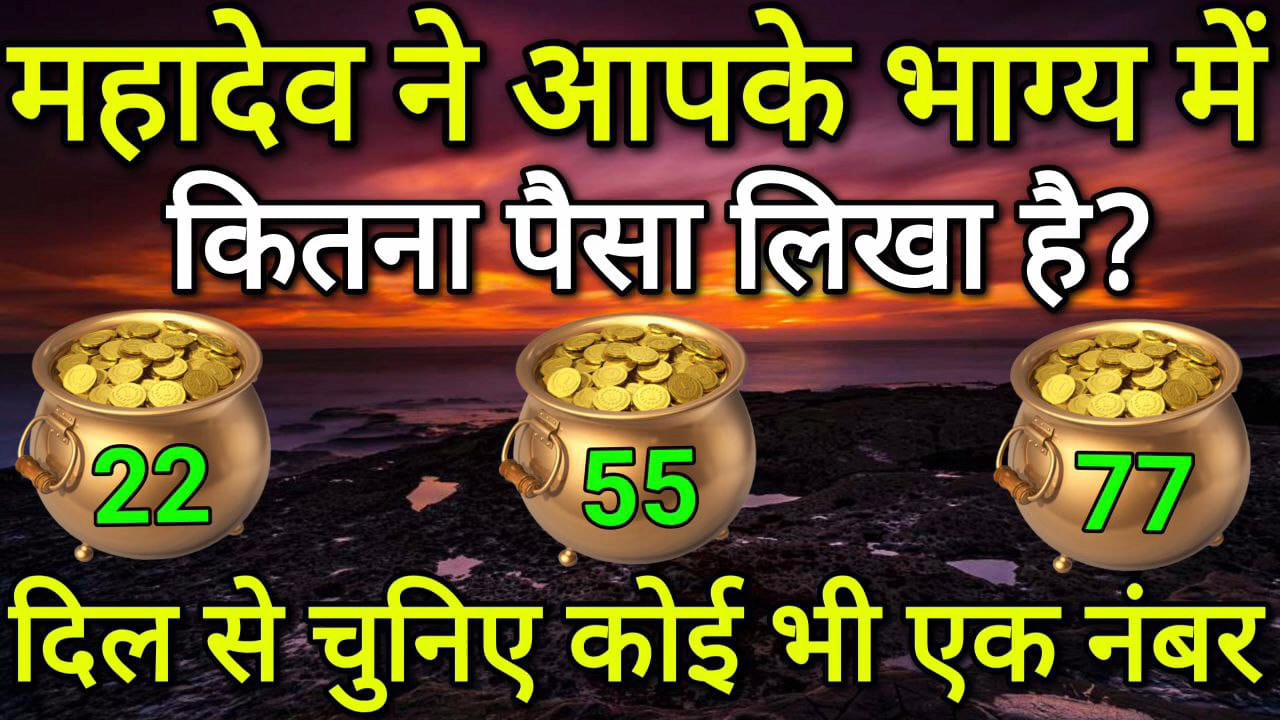 महादेव ने आपके भाग्य में
कितना पैसा लिखा है?
22 55 77
दिल से चुनिए कोई भी एक नंबर